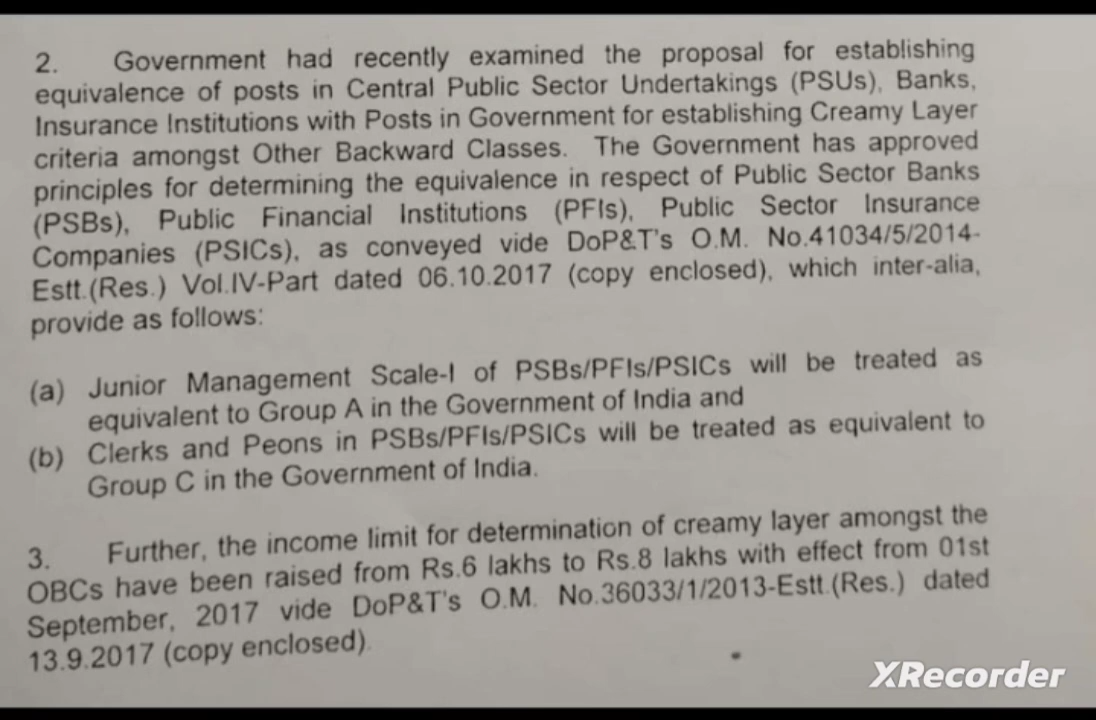 2. Government had recently examined the proposal for establishing
equivalence of posts in Central Public Sector Undertakings (PSUs), Banks,
Insurance Institutions with Posts in Government for establishing Creamy Layer
criteria amongst Other Backward Classes. The Government has approved
principles for determining the equivalence in respect of Public Sector Banks
(PSBs), Public Financial Institutions (PFIs), Public Sector Insurance
Companies (PSICs), as conveyed vide DoP&T's O.M. No.41034/5/2014-
Estt.(Res.) Vol.IV-Part dated 06.10.2017 (copy enclosed), which inter-alia,
provide as follows:
(a) Junior Management Scale-I of PSBs/PFIs/PSICs will be treated as
equivalent to Group A in the Government of India and
(b) Clerks and Peons in PSBs/PFIs/PSICs will be treated as equivalent to
Group C in the Government of India.
3. Further, the income limit for determination of creamy layer amongst the
OBCs have been raised from Rs.6 lakhs to Rs.8 lakhs with effect from 01st
September, 2017 vide DoP&T's O.M. No.36033/1/2013-Estt.(Res.) dated
13.9.2017 (copy enclosed).
XRecorder